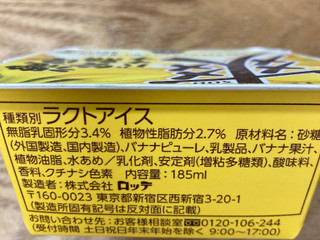 種類別ラクトアイス
無脂乳固形分3.4% 植物性脂肪分2.7% 原材料名：砂糖
(外国製造、国内製造)、バナナピューレ、乳製品、バナナ果汁、
植物油脂、水あめ／乳化剤、安定剤(増粘多糖類)、酸味料、
香料、クチナシ色素 内容量：185ml
製造者：株式会社 ロッテ
〒160-0023 東京都新宿区西新宿3-20-1
(製造所固有記号は反対面に記載)
お問い合わせ先：お客様相談室 0120-106-244
(受付時間 土日祝日年末年始を除く 9:00~17:00)